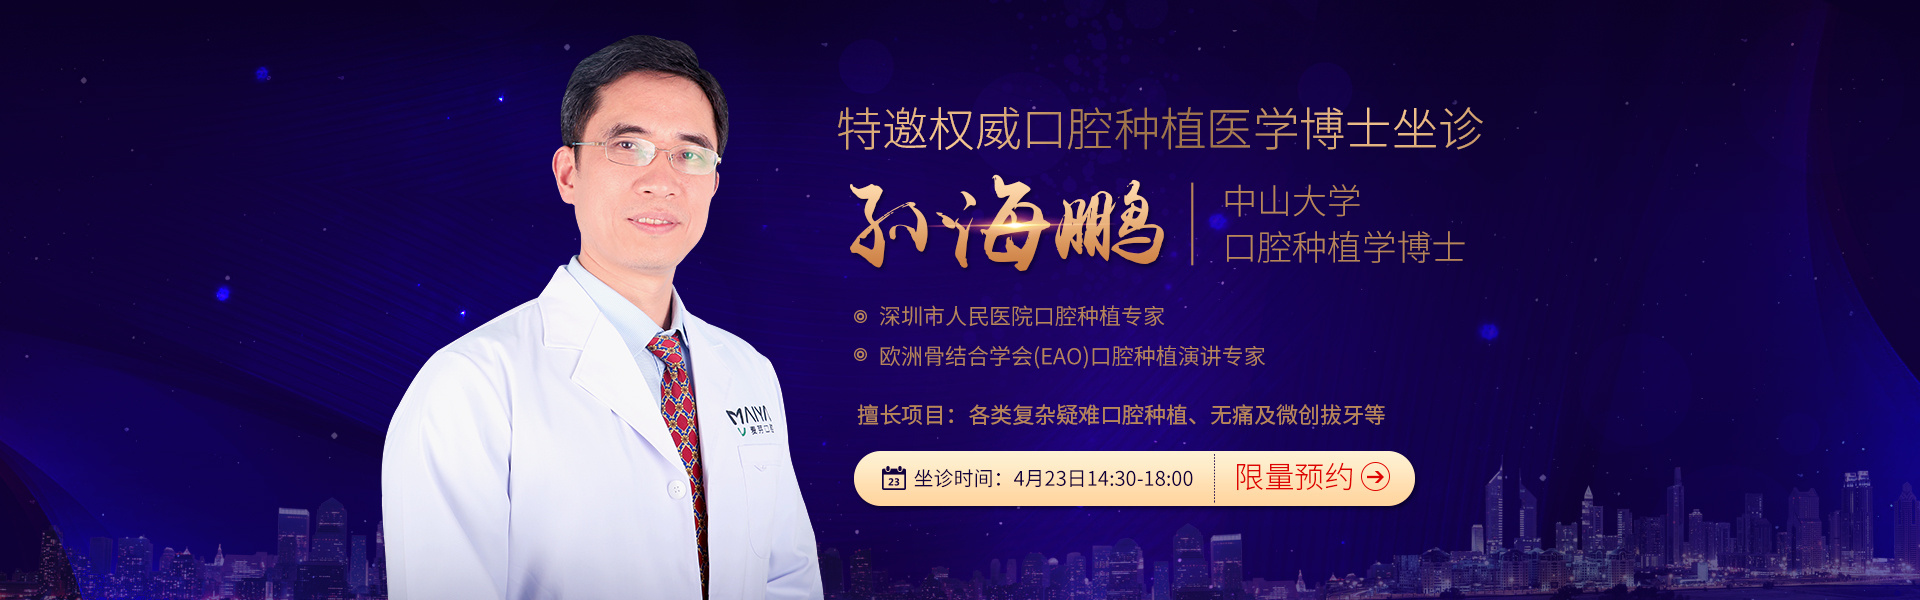 特邀权威口腔种植医学博士坐诊
孙海鹏
中山大学
口腔种植学博士
深圳市人民医院口腔种植专家
欧洲骨结合学会(EAO)口腔种植演讲专家
擅长项目：各类复杂疑难口腔种植、无痛及微创拔牙等
23 坐诊时间：4月23日14:30-18:00 限量预约
MAIYA
麦芽口腔